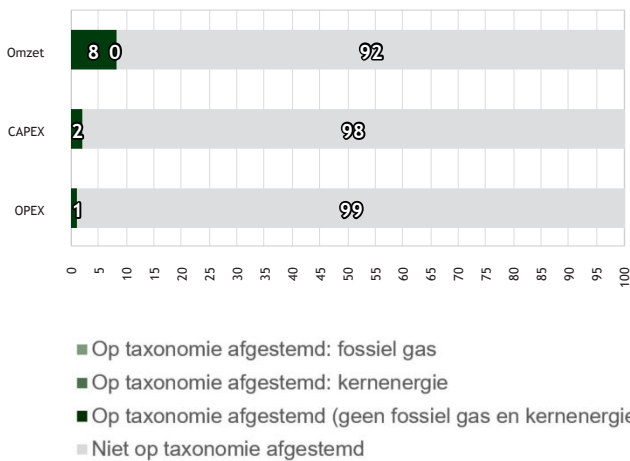 Omzet 8 0 92
CAPEX 2 98
OPEX 1 99
0 5 10 15 20 25 30 35 40 45 50 55 60 65 70 75 80 85 90 95 100
Op taxonomie afgestemd: fossiel gas
Op taxonomie afgestemd: kernenergie
Op taxonomie afgestemd (geen fossiel gas en kernenergie
Niet op taxonomie afgestemd